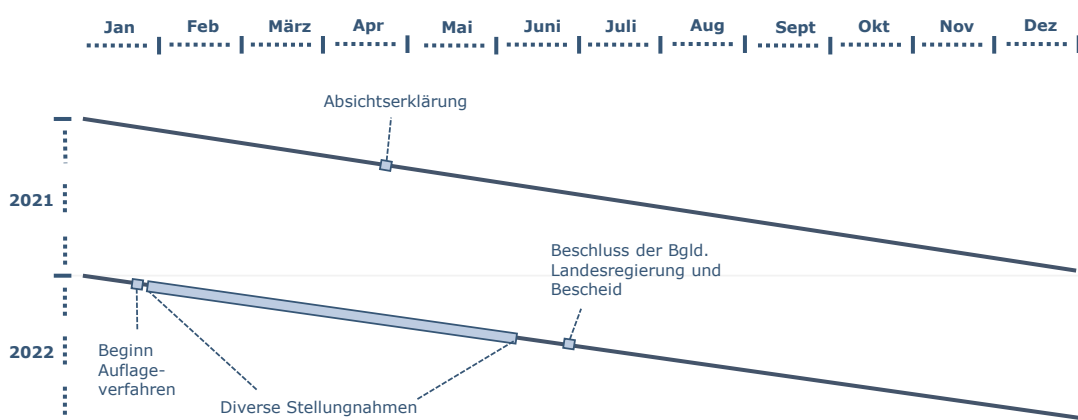 Jan Feb März Apr Mai Juni Juli Aug Sept Okt Nov Dez
Absichtserklärung
2021
Beschluss der Bgld.
Landesregierung und
Bescheid
2022
Beginn
Auflage-
verfahren
Diverse Stellungnahmen